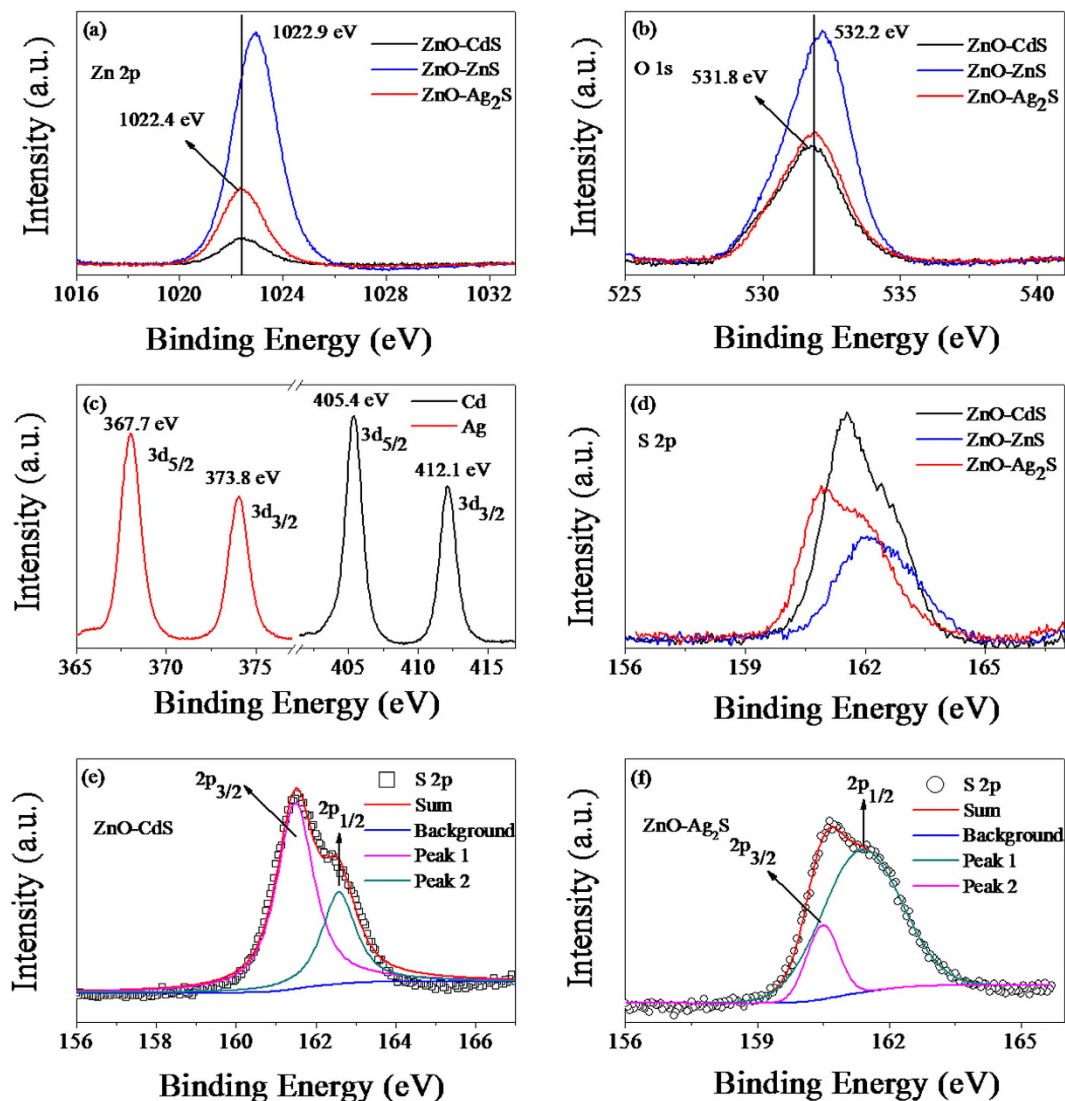 (a)
Zn 2p
1022.9 eV
1022.4 eV
ZnO-CdS
ZnO-ZnS
ZnO-Ag2S
Intensity (a.u.)
1016 1020 1024 1028 1032
Binding Energy (eV)
(b)
O 1s
532.2 eV
531.8 eV
ZnO-CdS
ZnO-ZnS
ZnO-Ag2S
Intensity (a.u.)
525 530 535 540
Binding Energy (eV)
(c)
367.7 eV
3d5/2
373.8 eV
3d3/2
405.4 eV
3d5/2
412.1 eV
3d3/2
Cd
Ag
Intensity (a.u.)
365 370 375 405 410 415
Binding Energy (eV)
(d)
S 2p
ZnO-CdS
ZnO-ZnS
ZnO-Ag2S
Intensity (a.u.)
156 159 162 165
Binding Energy (eV)
(e)
ZnO-CdS
2p3/2
2p1/2
S 2p
Sum
Background
Peak 1
Peak 2
Intensity (a.u.)
156 158 160 162 164 166
Binding Energy (eV)
(f)
ZnO-Ag2S
2p3/2
2p1/2
S 2p
Sum
Background
Peak 1
Peak 2
Intensity (a.u.)
156 159 162 165
Binding Energy (eV)